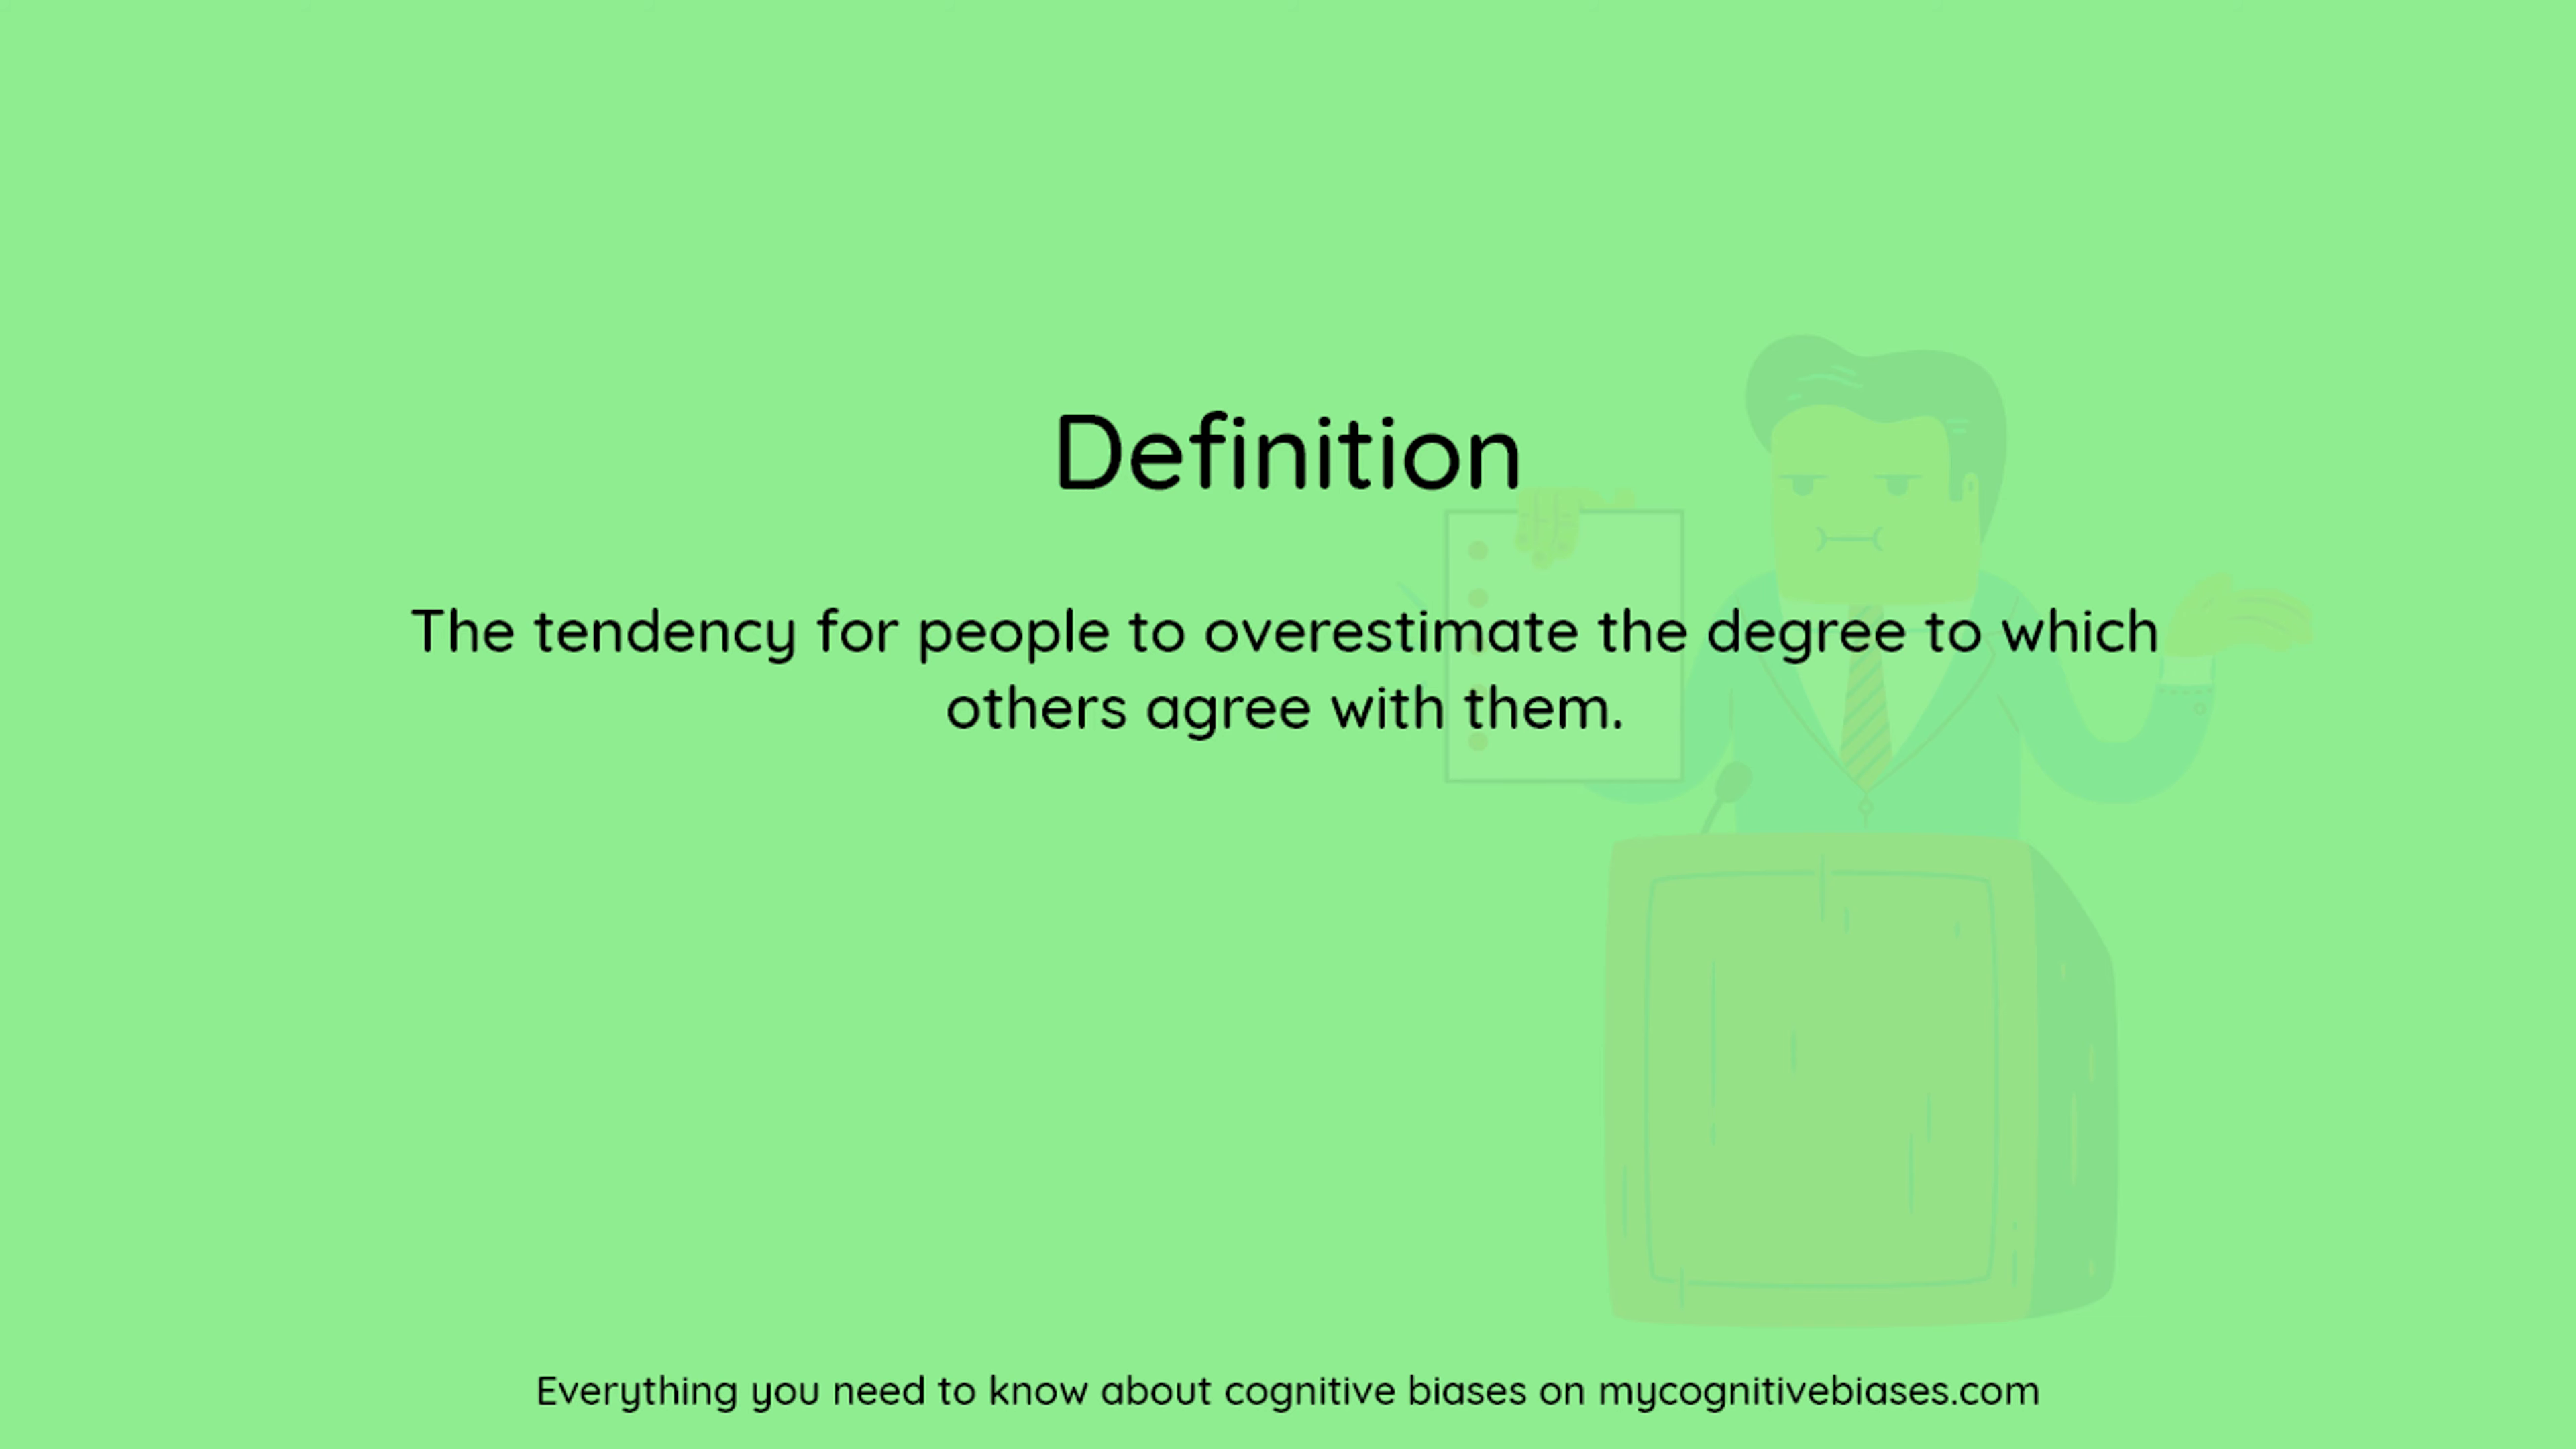 Definition
The tendency for people to overestimate the degree to which
others agree with them.
Everything you need to know about cognitive biases on mycognitivebiases.com